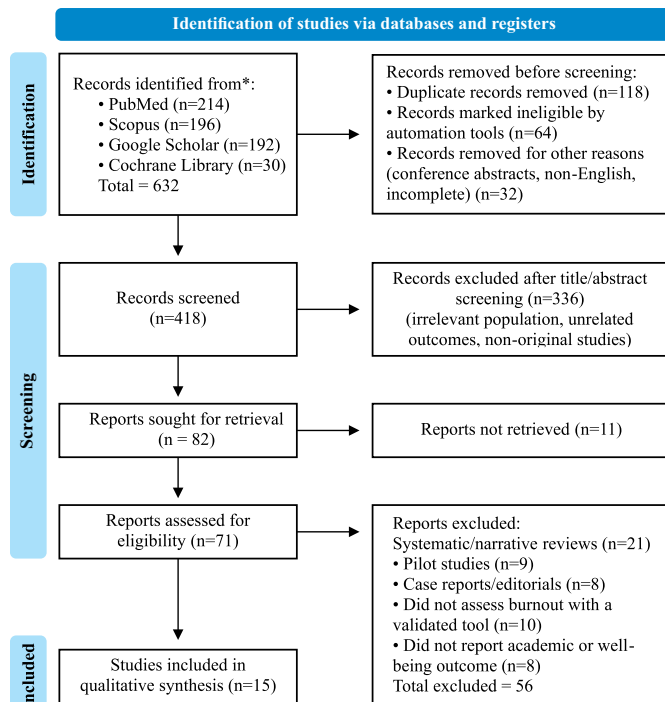 Identification of studies via databases and registers
Identification
Records identified from*:
• PubMed (n=214)
• Scopus (n=196)
• Google Scholar (n=192)
• Cochrane Library (n=30)
Total = 632
Records removed before screening:
• Duplicate records removed (n=118)
• Records marked ineligible by
automation tools (n=64)
• Records removed for other reasons
(conference abstracts, non-English,
incomplete) (n=32)
Screening
Records screened
(n=418)
Records excluded after title/abstract
screening (n=336)
(irrelevant population, unrelated
outcomes, non-original studies)
Reports sought for retrieval
(n = 82)
Reports not retrieved (n=11)
Reports assessed for
eligibility (n=71)
Reports excluded:
Systematic/narrative reviews (n=21)
• Pilot studies (n=9)
• Case reports/editorials (n=8)
• Did not assess burnout with a
validated tool (n=10)
• Did not report academic or well-
being outcome (n=8)
Total excluded = 56
ncluded
Studies included in
qualitative synthesis (n=15)